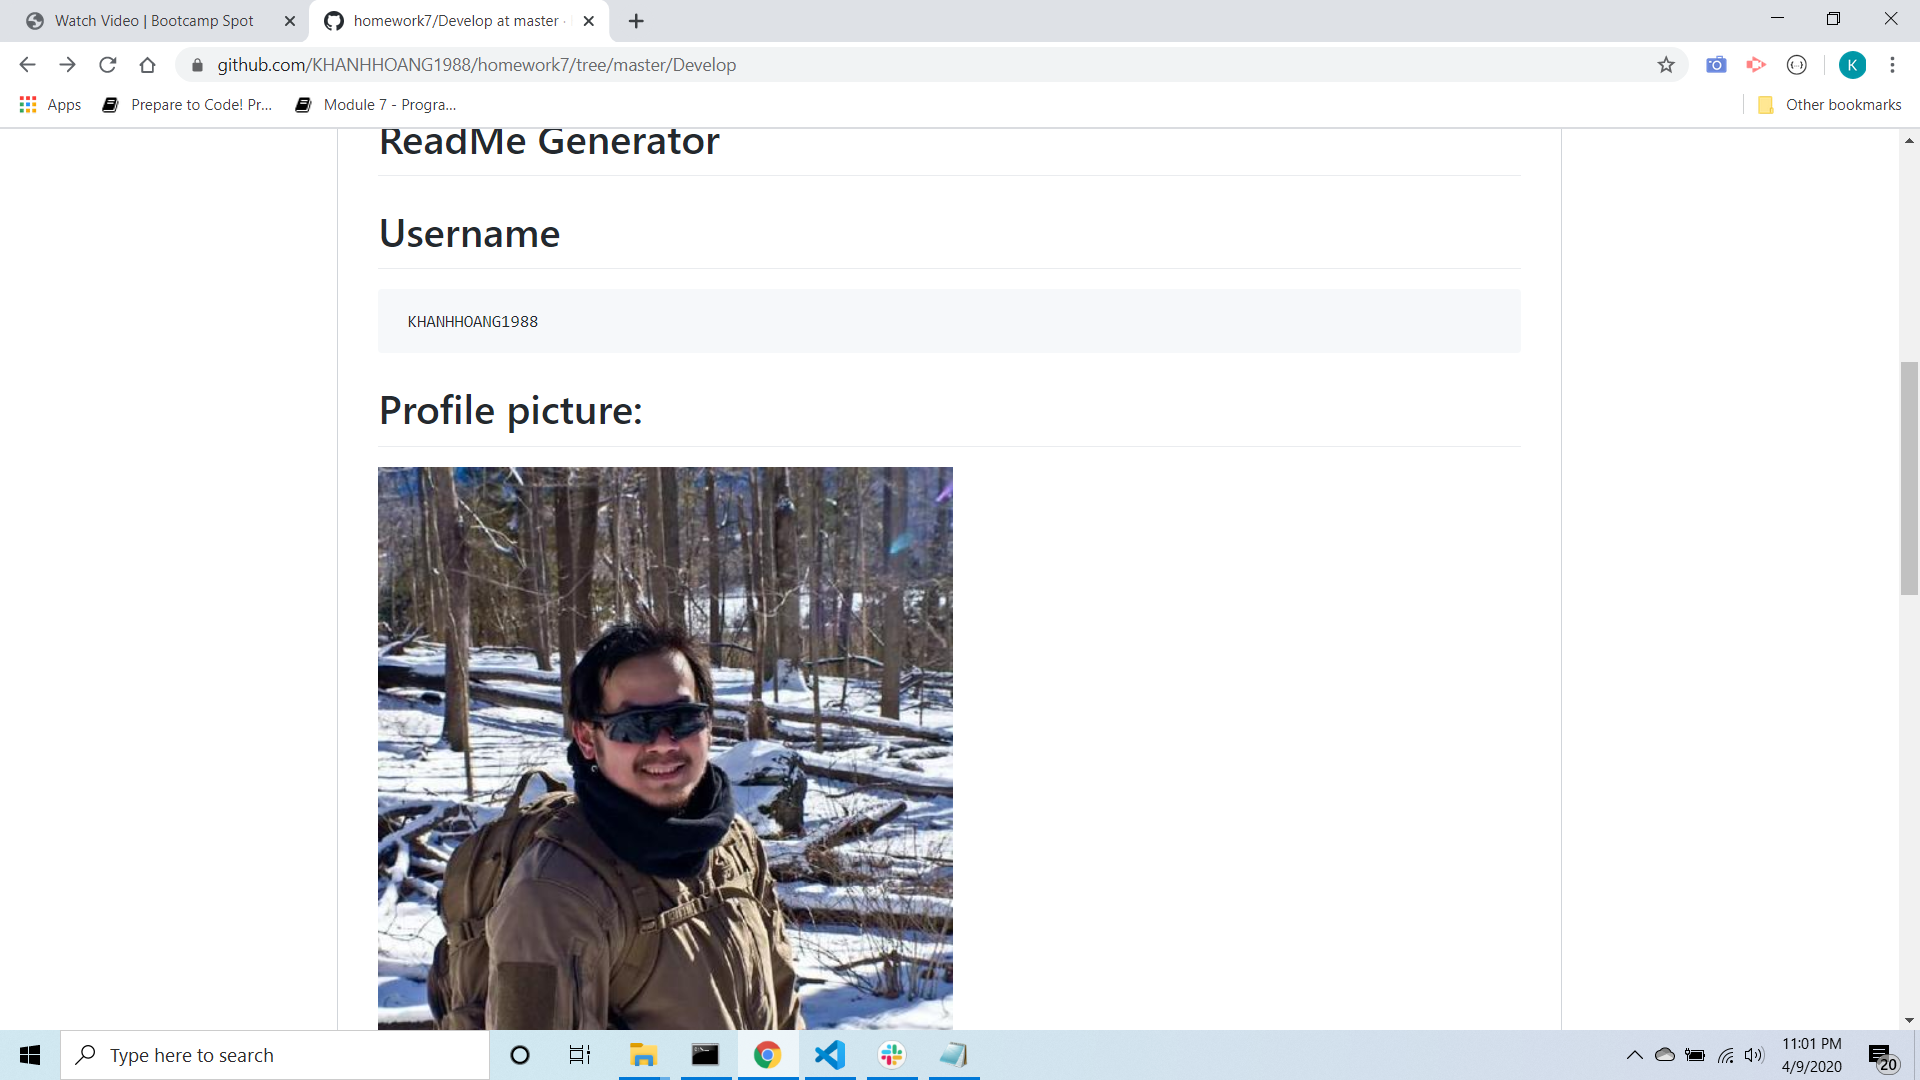 Watch Video | Bootcamp Spot
homework7/Develop at master ·
github.com/KHANHHOANG1988/homework7/tree/master/Develop
K
Apps
Prepare to Code! Pr...
Module 7 - Progra...
Other bookmarks
ReadMe Generator
Username
KHANHHOANG1988
Profile picture:
Type here to search
11:01 PM
4/9/2020
20